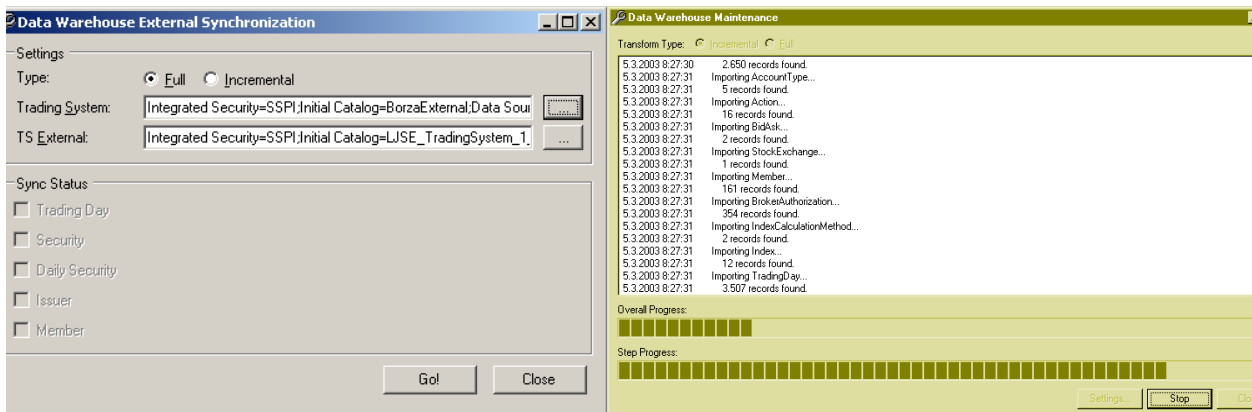 Data Warehouse External Synchronization
Settings
Type: Full Incremental
Trading System: Integrated Security=SSPI;Initial Catalog=BorzaExternal;Data Sour ...
TS External: Integrated Security=SSPI;Initial Catalog=LJSE_TradingSystem_1_ ...
Sync Status
Trading Day
Security
Daily Security
Issuer
Member
Go! Close
Data Warehouse Maintenance
Transform Type: Incremental Full
5.3.2003 8:27:30 2.650 records found.
5.3.2003 8:27:31 Importing AccountType...
5.3.2003 8:27:31 5 records found.
5.3.2003 8:27:31 Importing Action...
5.3.2003 8:27:31 16 records found.
5.3.2003 8:27:31 Importing BidAsk...
5.3.2003 8:27:31 2 records found.
5.3.2003 8:27:31 Importing StockExchange...
5.3.2003 8:27:31 1 records found.
5.3.2003 8:27:31 Importing Member...
5.3.2003 8:27:31 161 records found.
5.3.2003 8:27:31 Importing BrokerAuthorization...
5.3.2003 8:27:31 354 records found.
5.3.2003 8:27:31 Importing IndexCalculationMethod...
5.3.2003 8:27:31 2 records found.
5.3.2003 8:27:31 Importing Index...
5.3.2003 8:27:31 12 records found.
5.3.2003 8:27:31 Importing TradingDay...
5.3.2003 8:27:31 3.507 records found.
Overall Progress:
Step Progress:
Settings... Stop Clo